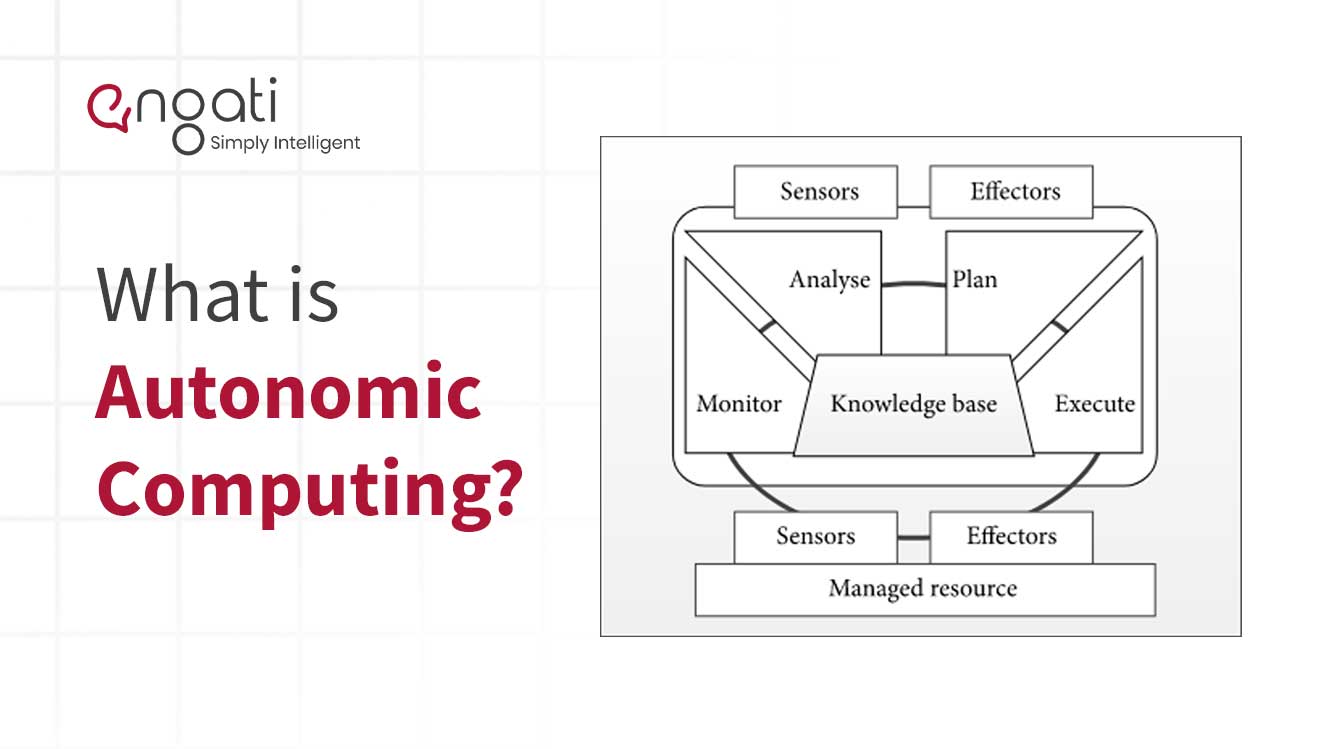 engati
Simply Intelligent
What is
Autonomic
Computing?
Sensors
Effectors
Analyse
Plan
Monitor
Knowledge base
Execute
Sensors
Effectors
Managed resource